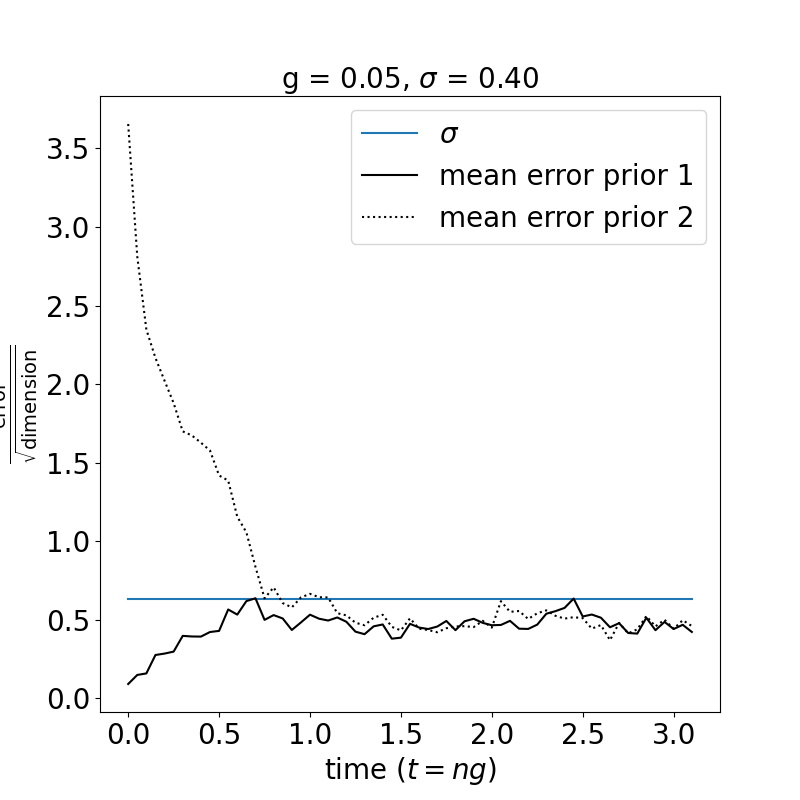 g = 0.05, σ = 0.40
σ
mean error prior 1
mean error prior 2
3.5
3.0
2.5
2.0
1.5
1.0
0.5
0.0
√dimension
0.0 0.5 1.0 1.5 2.0 2.5 3.0
time (t = ng)